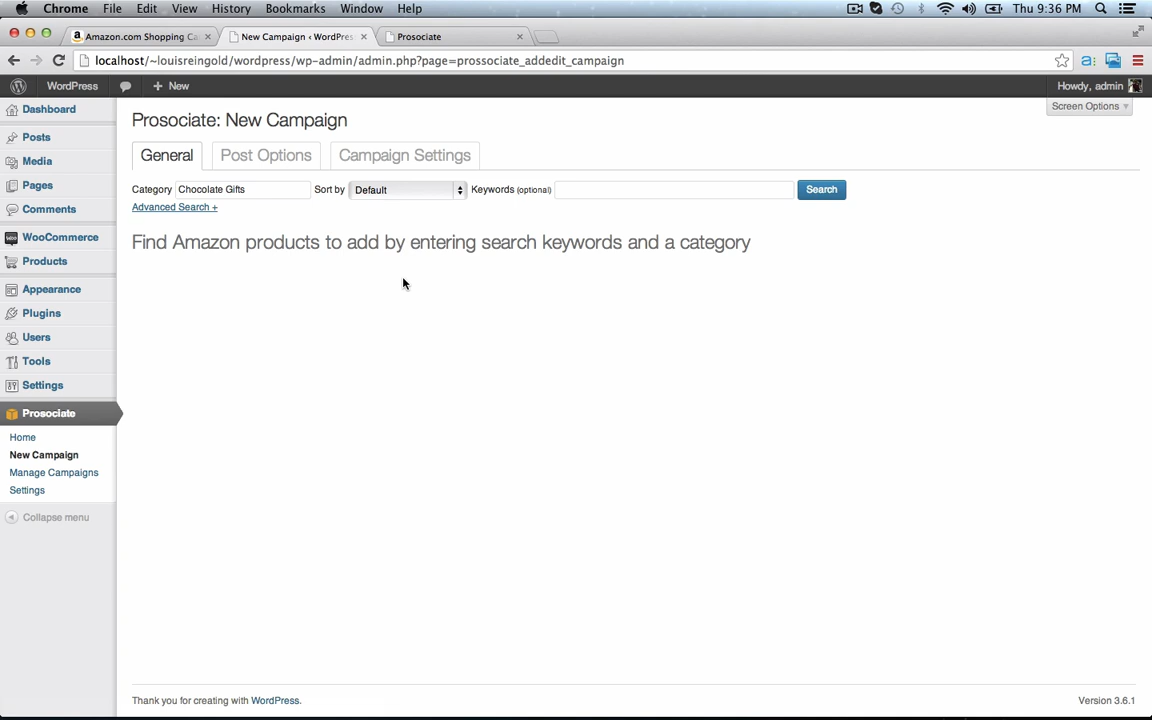 Chrome File Edit View History Bookmarks Window Help Thu 9:36 PM
Amazon.com Shopping Ca New Campaign ‹ WordPres Prosociate
localhost/~louisreingold/wordpress/wp-admin/admin.php?page=prossociate_addedit_campaign
WordPress + New Howdy, admin
Screen Options
Dashboard
Posts
Media
Pages
Comments
WooCommerce
Products
Appearance
Plugins
Users
Tools
Settings
Prosociate
Home
New Campaign
Manage Campaigns
Settings
Collapse menu
Prosociate: New Campaign
General Post Options Campaign Settings
Category Chocolate Gifts Sort by Default Keywords (optional) Search
Advanced Search +
Find Amazon products to add by entering search keywords and a category
Thank you for creating with WordPress. Version 3.6.1